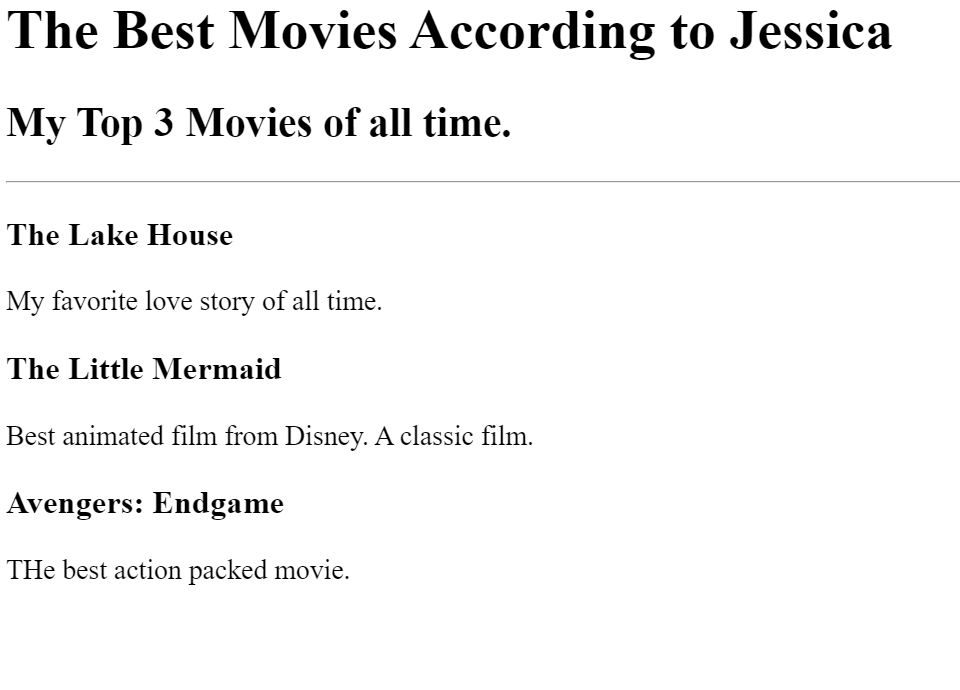 The Best Movies According to Jessica
My Top 3 Movies of all time.
The Lake House
My favorite love story of all time.
The Little Mermaid
Best animated film from Disney. A classic film.
Avengers: Endgame
THe best action packed movie.